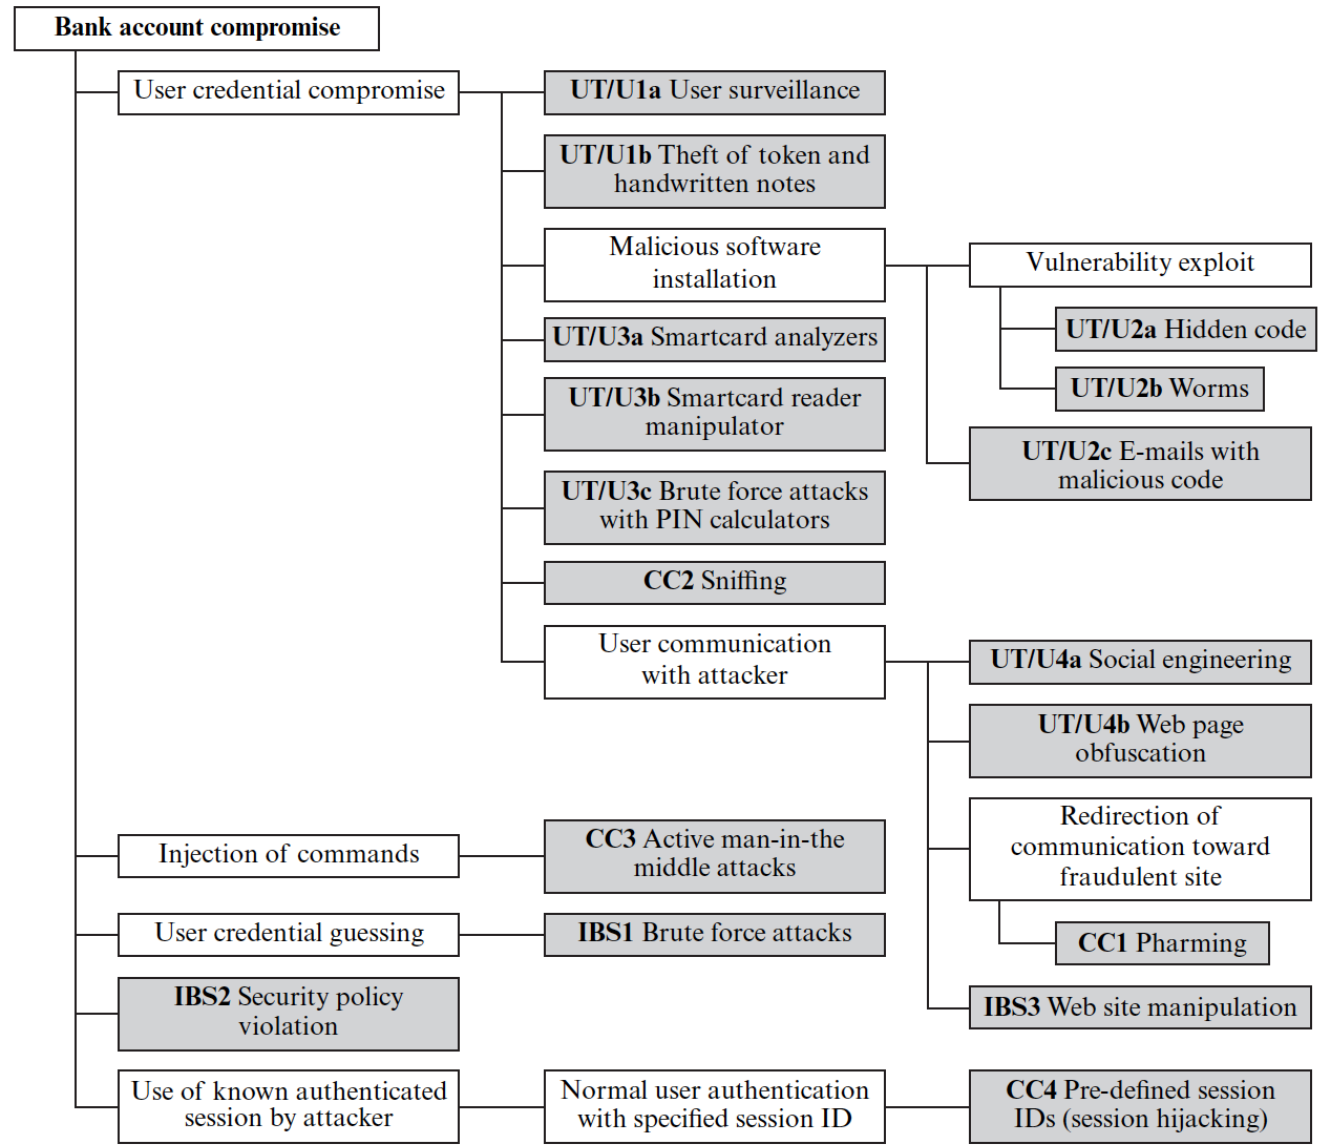 Bank account compromise
User credential compromise
UT/U1a User surveillance
UT/U1b Theft of token and
handwritten notes
Malicious software
installation
Vulnerability exploit
UT/U2a Hidden code
UT/U2b Worms
UT/U2c E-mails with
malicious code
UT/U3a Smartcard analyzers
UT/U3b Smartcard reader
manipulator
UT/U3c Brute force attacks
with PIN calculators
CC2 Sniffing
User communication
with attacker
UT/U4a Social engineering
UT/U4b Web page
obfuscation
Redirection of
communication toward
fraudulent site
CC1 Pharming
IBS3 Web site manipulation
Injection of commands
CC3 Active man-in-the
middle attacks
User credential guessing
IBS1 Brute force attacks
IBS2 Security policy
violation
Use of known authenticated
session by attacker
Normal user authentication
with specified session ID
CC4 Pre-defined session
IDs (session hijacking)